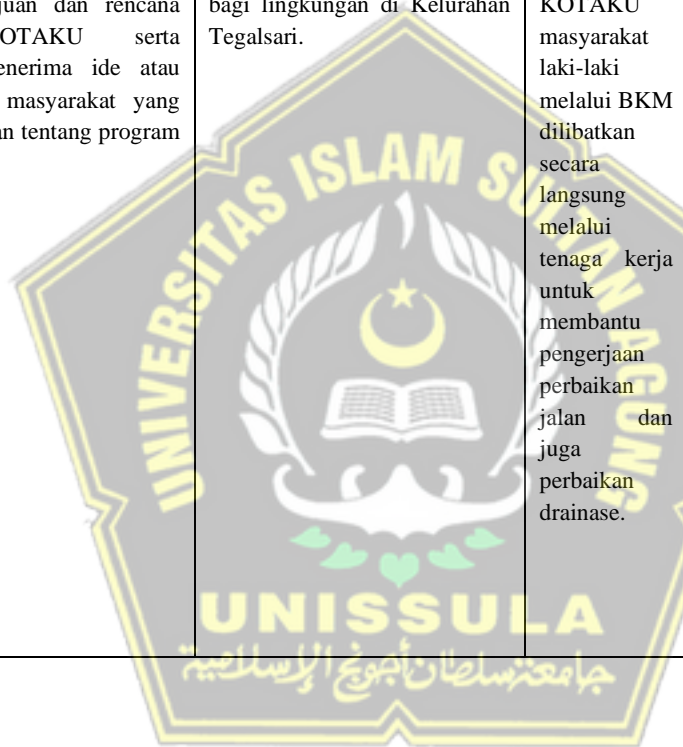 juan dan rencana
OTAKU serta
enerima ide atau
masyarakat yang
an tentang program
bagi lingkungan di Kelurahan
Tegalsari.
KOTAKU
masyarakat
laki-laki
melalui BKM
dilibatkan
secara
langsung
melalui
tenaga kerja
untuk
membantu
pengerjaan
perbaikan
jalan dan
juga
perbaikan
drainase.
UNIVERSITAS ISLAM SULTAN AGUNG
UNISSULA
جامعة سلطان أجونج الإسلامية